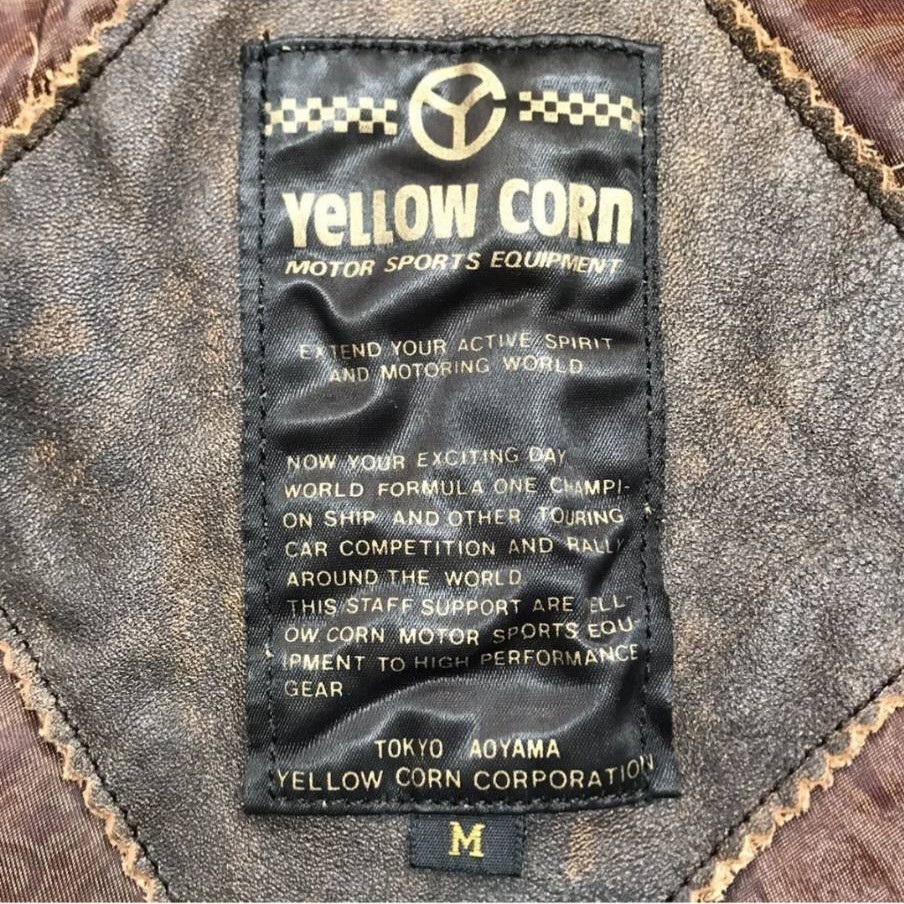 YeLLOW CORn
MOTOR SPORTS EQUIPMENT
EXTEND YOUR ACTIVE SPIRIT
AND MOTORING WORLD
NOW YOUR EXCITING DAY
WORLD FORMULA ONE CHAMPI-
ON SHIP AND OTHER TOURING
CAR COMPETITION AND RALLY
AROUND THE WORLD
THIS STAFF SUPPORT ARE YELL-
OW CORN MOTOR SPORTS EQU-
IPMENT TO HIGH PERFORMANCE
GEAR
TOKYO AOYAMA
YELLOW CORN CORPORATION
M